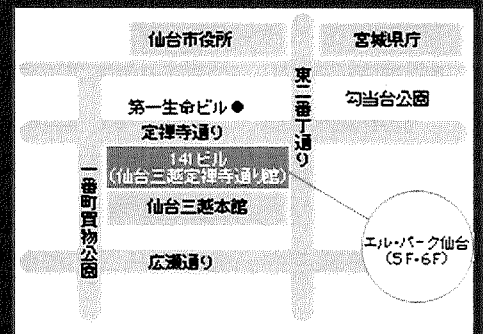 仙台市役所
宮城県庁
東二番丁通り
勾当台公園
第一生命ビル●
定禅寺通り
141ビル
(仙台三越定禅寺通り館)
一番町買物公園
仙台三越本館
エル・パーク仙台
(5F・6F)
広瀬通り